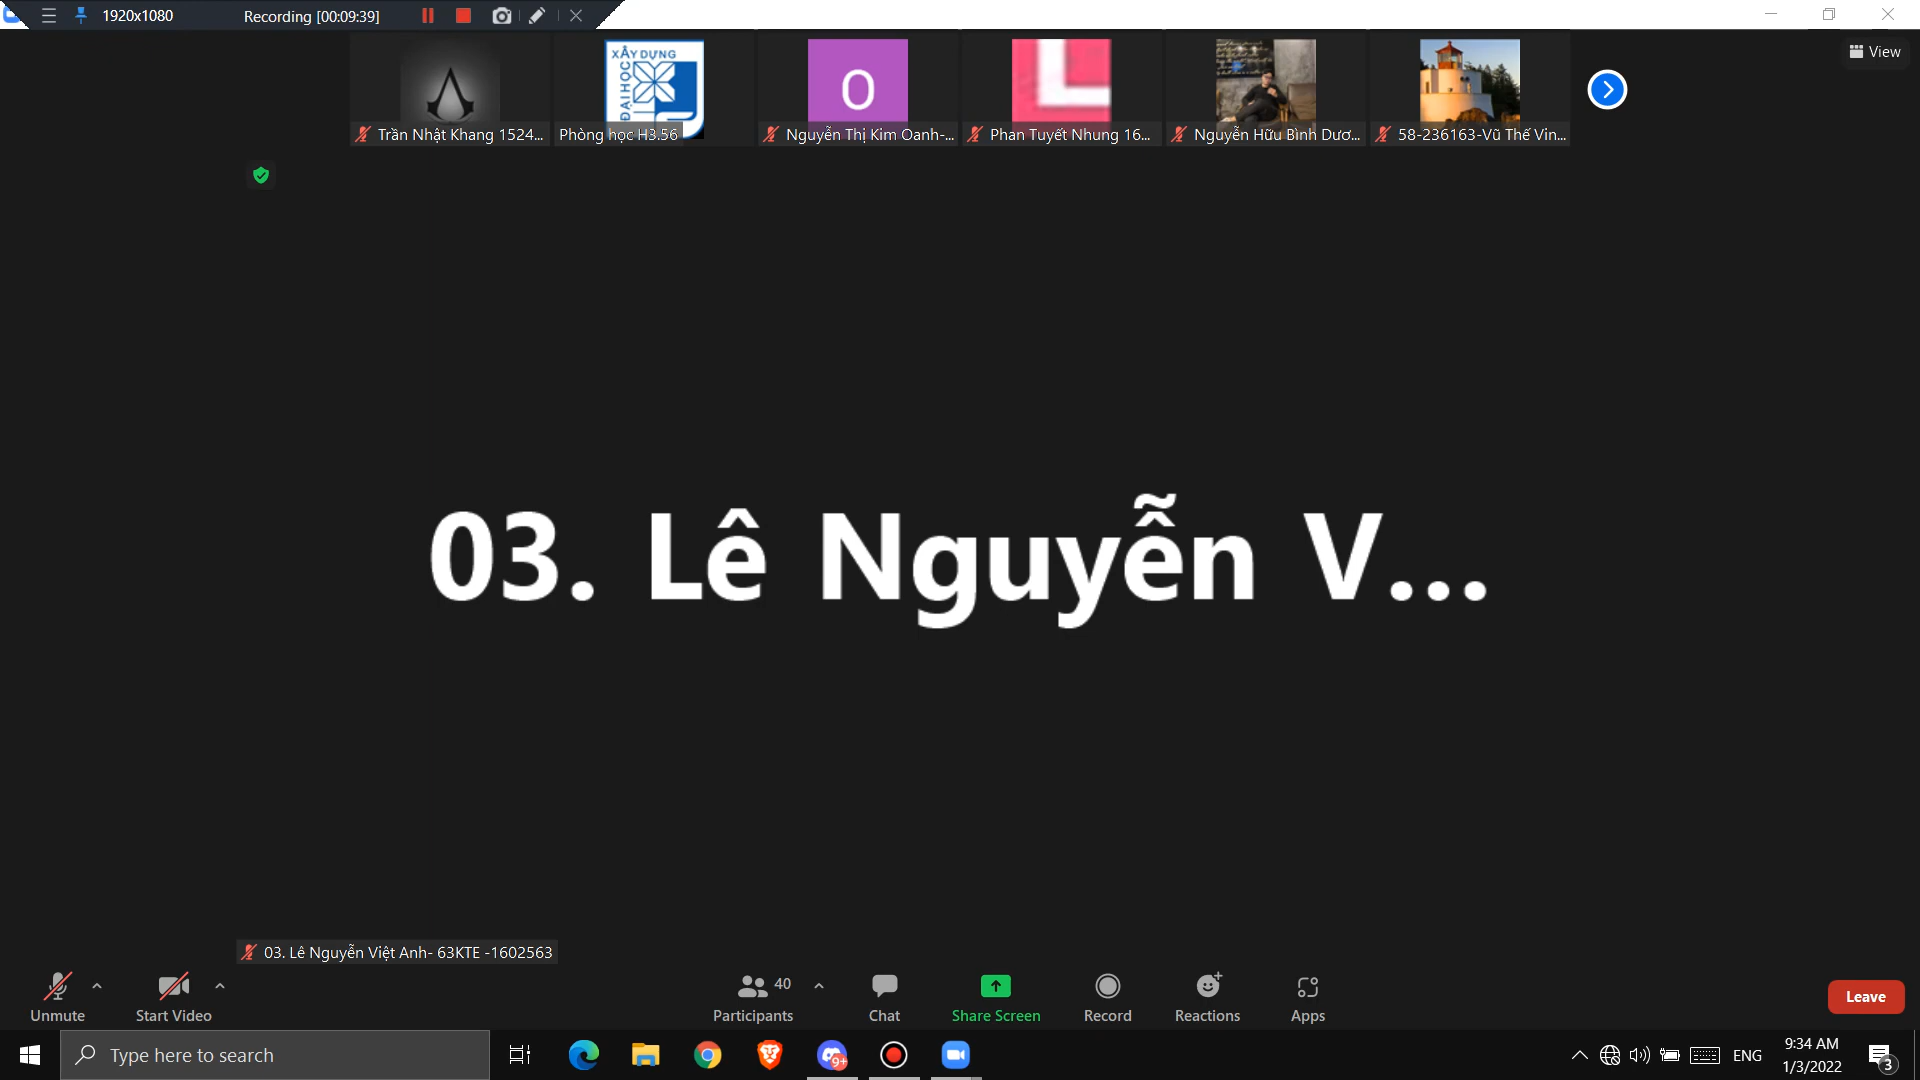 1920x1080
Recording [00:09:39]
View
XÂY DỰNG
ĐẠI HỌC
O
Trần Nhật Khang 1524...
Phòng học H3.56
Nguyễn Thị Kim Oanh-...
Phan Tuyết Nhung 16...
Nguyễn Hữu Bình Dươ...
58-236163-Vũ Thế Vin...
03. Lê Nguyễn V...
03. Lê Nguyễn Việt Anh- 63KTE -1602563
Unmute
Start Video
40
Participants
Chat
Share Screen
Record
Reactions
Apps
Leave
Type here to search
9+
ENG
9:34 AM
1/3/2022
3